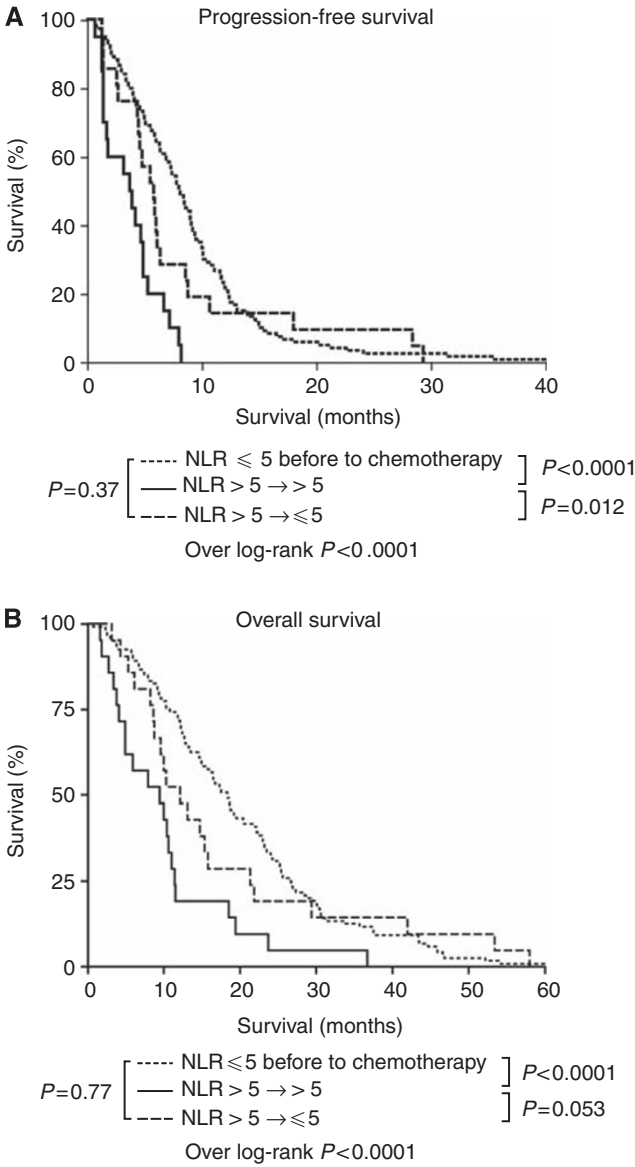 A Progression-free survival
100
80
60
40
20
0
Survival (%)
0 10 20 30 40
Survival (months)
NLR ⩽ 5 before to chemotherapy
NLR > 5 → > 5
NLR > 5 → ⩽5
P=0.37
P<0.0001
P=0.012
Over log-rank P<0.0001
B Overall survival
100
75
50
25
0
Survival (%)
0 10 20 30 40 50 60
Survival (months)
NLR⩽5 before to chemotherapy
NLR > 5 → > 5
NLR > 5 → ⩽5
P=0.77
P<0.0001
P=0.053
Over log-rank P<0.0001